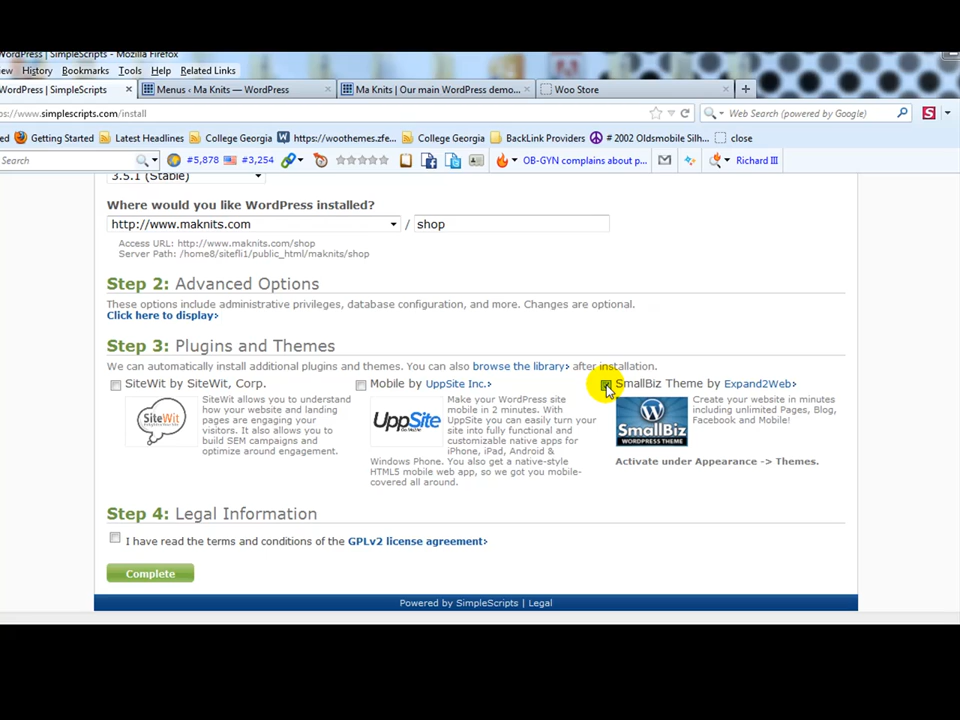 WordPress | SimpleScripts - Mozilla Firefox
ew History Bookmarks Tools Help Related Links
WordPress | SimpleScripts × Menus ‹ Ma Knits — WordPress × Ma Knits | Our main WordPress demo... × Woo Store × +
s://www.simplescripts.com/install Web Search (powered by Google) S
ed Getting Started Latest Headlines College Georgia https://woothemes.zfe... College Georgia BackLink Providers # 2002 Oldsmobile Silh... close
Search #5,878 #3,254 OB-GYN complains about p... Richard III
3.5.1 (Stable)
Where would you like WordPress installed?
http://www.maknits.com / shop
Access URL: http://www.maknits.com/shop
Server Path: /home8/sitefli1/public_html/maknits/shop
Step 2: Advanced Options
These options include administrative privileges, database configuration, and more. Changes are optional.
Click here to display›
Step 3: Plugins and Themes
We can automatically install additional plugins and themes. You can also browse the library› after installation.
SiteWit by SiteWit, Corp.
SiteWit
SiteWit allows you to understand
how your website and landing
pages are engaging your
visitors. It also allows you to
build SEM campaigns and
optimize around engagement.
Mobile by UppSite Inc.›
UppSite
Go Mobile
Make your WordPress site
mobile in 2 minutes. With
UppSite you can easily turn your
site into fully functional and
customizable native apps for
iPhone, iPad, Android &
Windows Phone. You also get a native-style
HTML5 mobile web app, so we got you mobile-
covered all around.
SmallBiz Theme by Expand2Web›
SmallBiz
WORDPRESS THEME
Create your website in minutes
including unlimited Pages, Blog,
Facebook and Mobile!
Activate under Appearance -> Themes.
Step 4: Legal Information
I have read the terms and conditions of the GPLv2 license agreement›
Complete
Powered by SimpleScripts | Legal